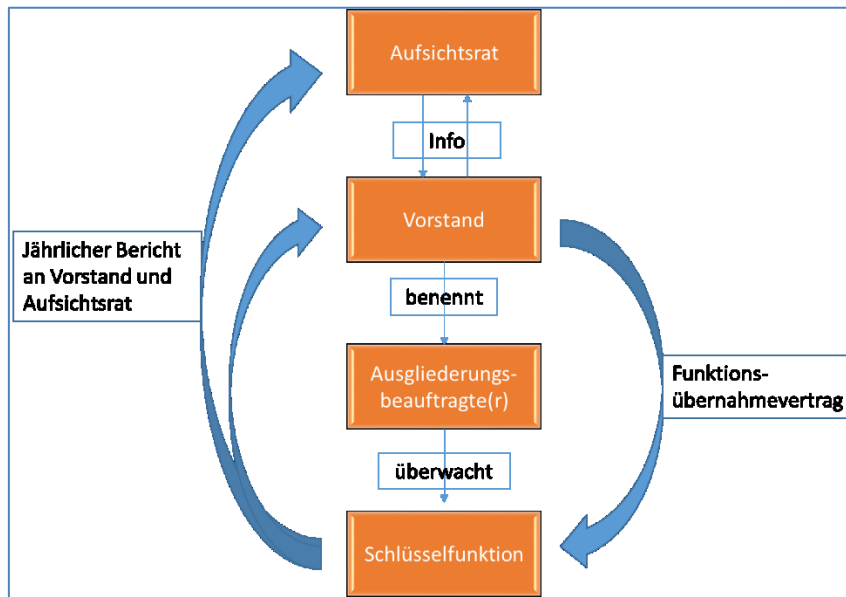 Aufsichtsrat
Info
Vorstand
Jährlicher Bericht
an Vorstand und
Aufsichtsrat
benennt
Ausgliederungs-
beauftragte(r)
Funktions-
übernahmevertrag
überwacht
Schlüsselfunktion